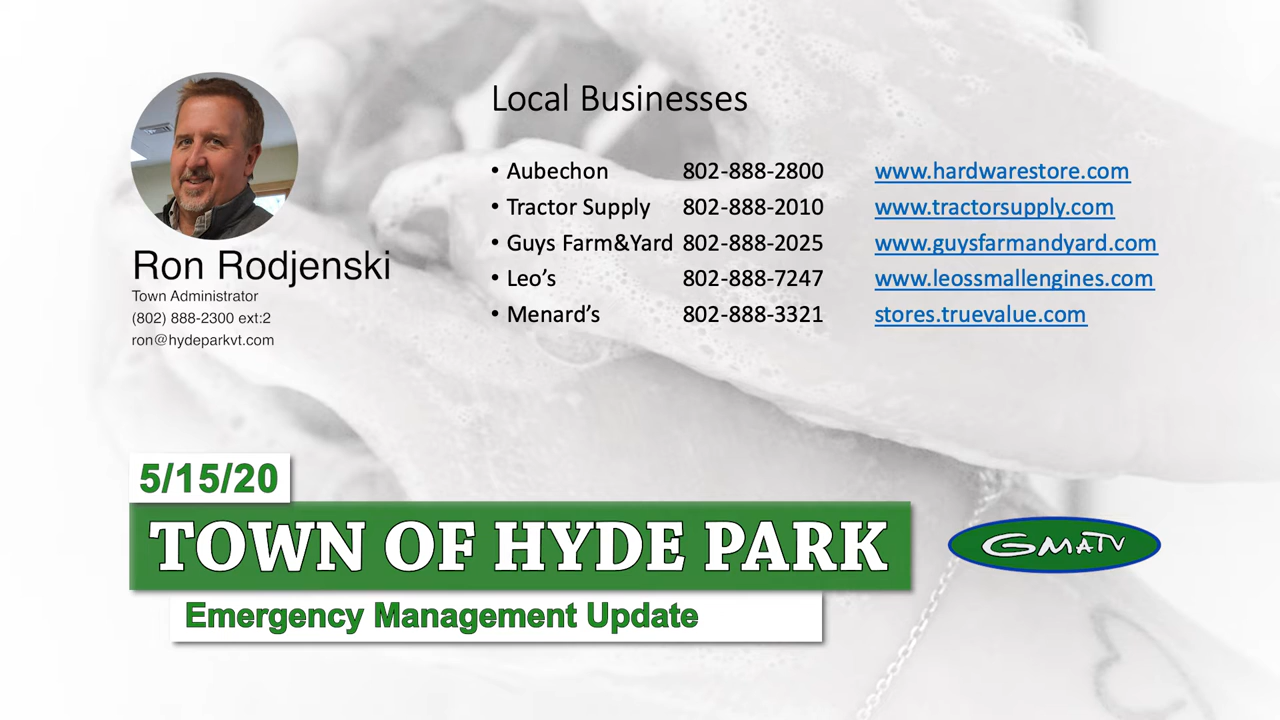 Ron Rodjenski
Town Administrator
(802) 888-2300 ext:2
ron@hydeparkvt.com
Local Businesses
• Aubechon 802-888-2800 www.hardwarestore.com
• Tractor Supply 802-888-2010 www.tractorsupply.com
• Guys Farm&Yard 802-888-2025 www.guysfarmandyard.com
• Leo’s 802-888-7247 www.leossmallengines.com
• Menard’s 802-888-3321 stores.truevalue.com
5/15/20
TOWN OF HYDE PARK
GMATV
Emergency Management Update